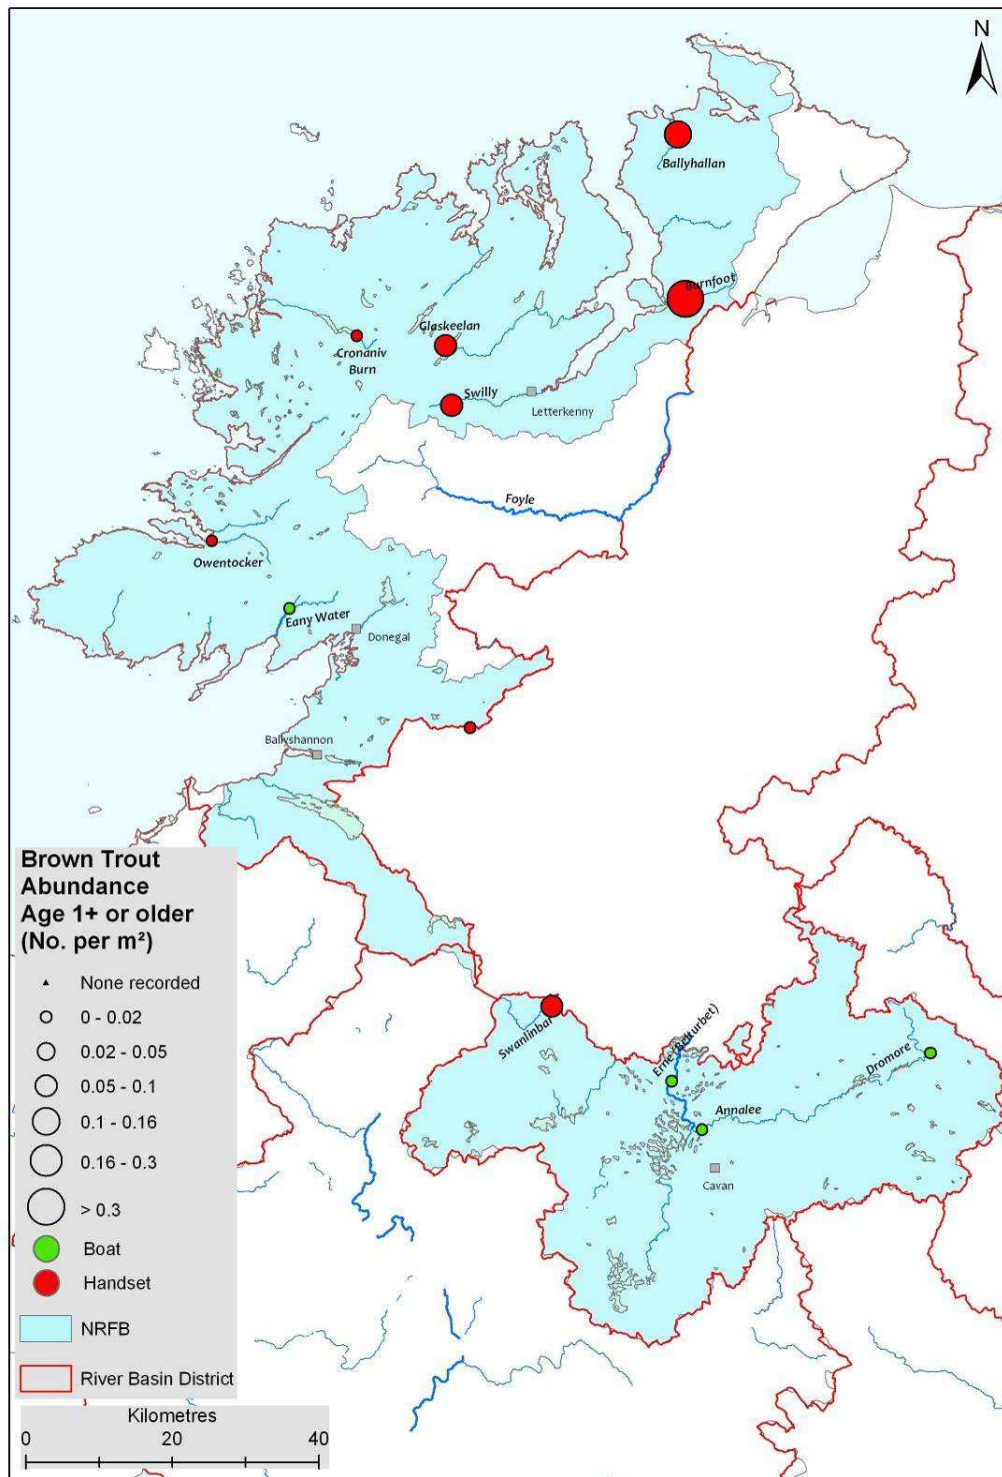 N
Ballyhallan
Burnfoot
Glaskeelan
Cronaniv
Burn
Swilly
Letterkenny
Foyle
Owentocker
Eany Water
Donegal
Ballyshannon
Brown Trout
Abundance
Age 1+ or older
(No. per m²)
None recorded
0 - 0.02
0.02 - 0.05
0.05 - 0.1
0.1 - 0.16
0.16 - 0.3
> 0.3
Boat
Handset
NRFB
River Basin District
Kilometres
0 20 40
Swanlinbar
Erne (Belturbet)
Dromore
Annalee
Cavan